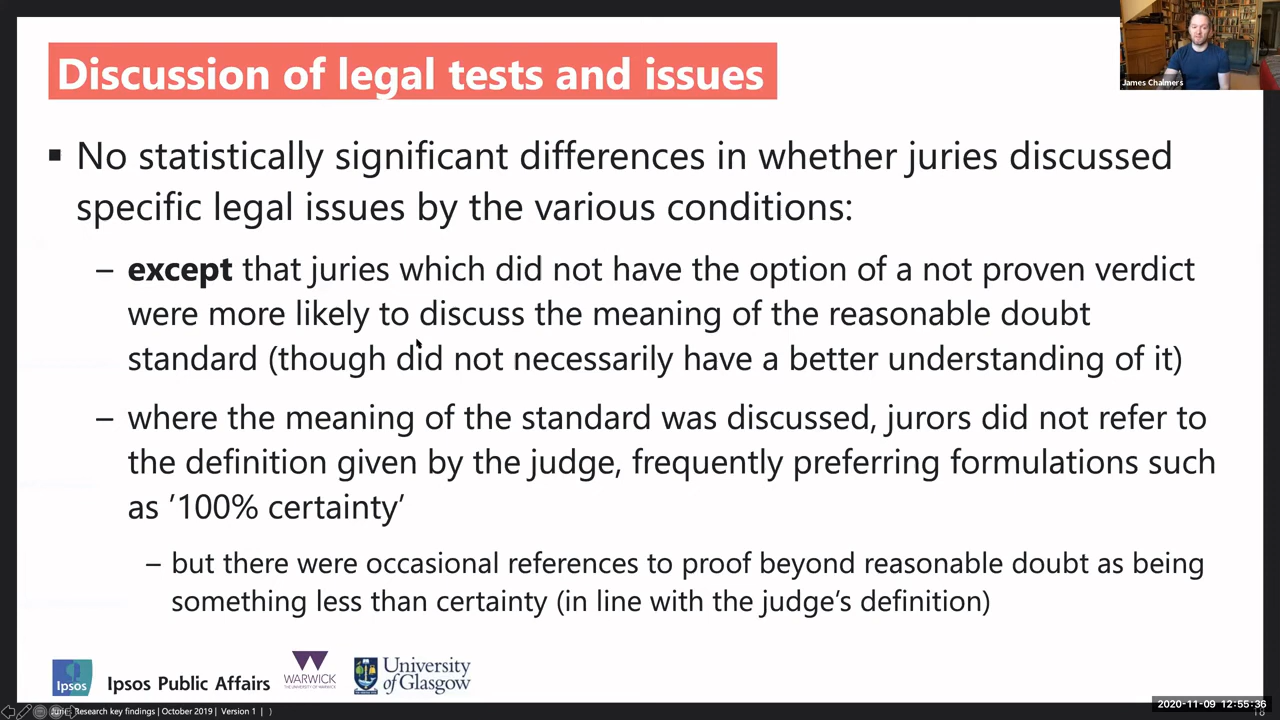 Discussion of legal tests and issues
James Chalmers
▪ No statistically significant differences in whether juries discussed
specific legal issues by the various conditions:
– except that juries which did not have the option of a not proven verdict
were more likely to discuss the meaning of the reasonable doubt
standard (though did not necessarily have a better understanding of it)
– where the meaning of the standard was discussed, jurors did not refer to
the definition given by the judge, frequently preferring formulations such
as ’100% certainty’
– but there were occasional references to proof beyond reasonable doubt as being
something less than certainty (in line with the judge’s definition)
Ipsos
Ipsos Public Affairs
WARWICK
THE UNIVERSITY OF WARWICK
University
of Glasgow
Research key findings | October 2019 | Version 1 | )
2020-11-09 12:55:36